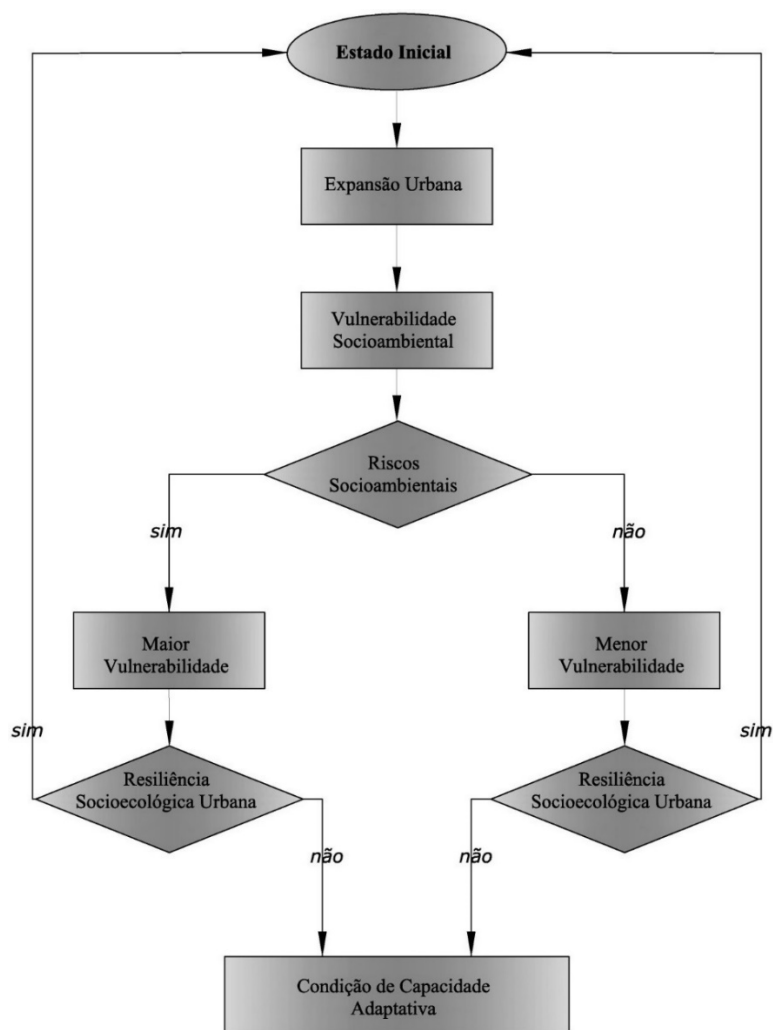 Estado Inicial
Expansão Urbana
Vulnerabilidade
Socioambiental
Riscos
Socioambientais
sim
não
Maior
Vulnerabilidade
Menor
Vulnerabilidade
sim
sim
Resiliência
Socioecológica Urbana
Resiliência
Socioecológica Urbana
não
não
Condição de Capacidade
Adaptativa